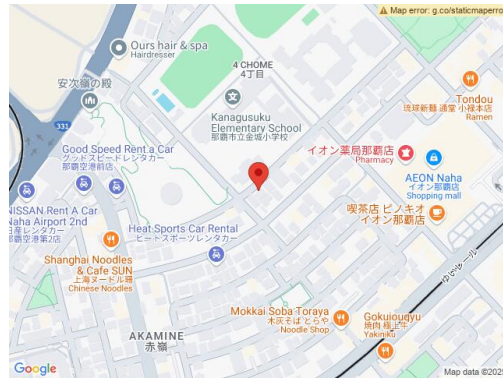 Map error: g.co/staticmaperro
Ours hair & spa
Hairdresser
4 CHOME
4丁目
安次嶺の殿
Tondou
琉球新麺 通堂 小禄本店
Ramen
Kanagusuku
Elementary School
那覇市立金城小学校
331
イオン薬局那覇店
Pharmacy
Good Speed Rent a Car
グッドスピードレンタカー
那覇空港前店
AEON Naha
イオン那覇店
Shopping mall
NISSAN Rent A Car
Naha Airport 2nd
日産レンタカー
那覇空港第2店
喫茶店 ピノキオ
イオン那覇店
Heat Sports Car Rental
ヒートスポーツレンタカー
ゆいレール
Shanghai Noodles
& Cafe SUN
上海ヌードル麺
Chinese Noodles
Mokkai Soba Toraya
木灰そば とらや
Noodle Shop
Gokuiougyu
焼肉 極上牛
Yakiniku
AKAMINE
赤嶺
Google
Map data ©2025